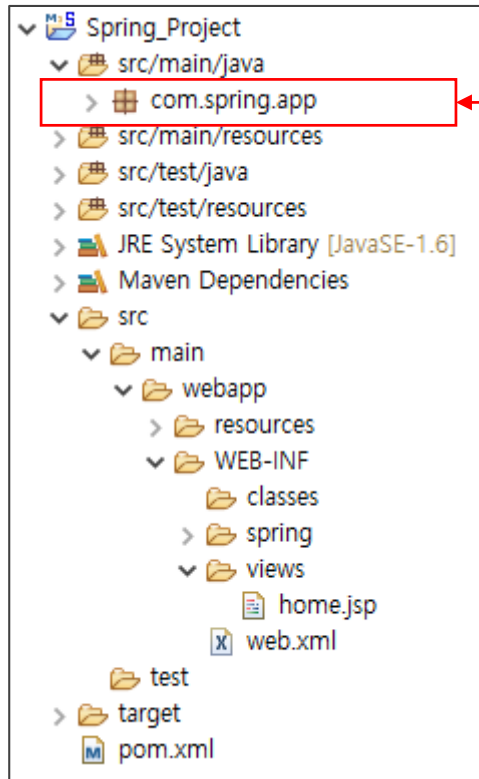 Spring_Project
src/main/java
com.spring.app
src/main/resources
src/test/java
src/test/resources
JRE System Library [JavaSE-1.6]
Maven Dependencies
src
main
webapp
resources
WEB-INF
classes
spring
views
home.jsp
web.xml
test
target
pom.xml